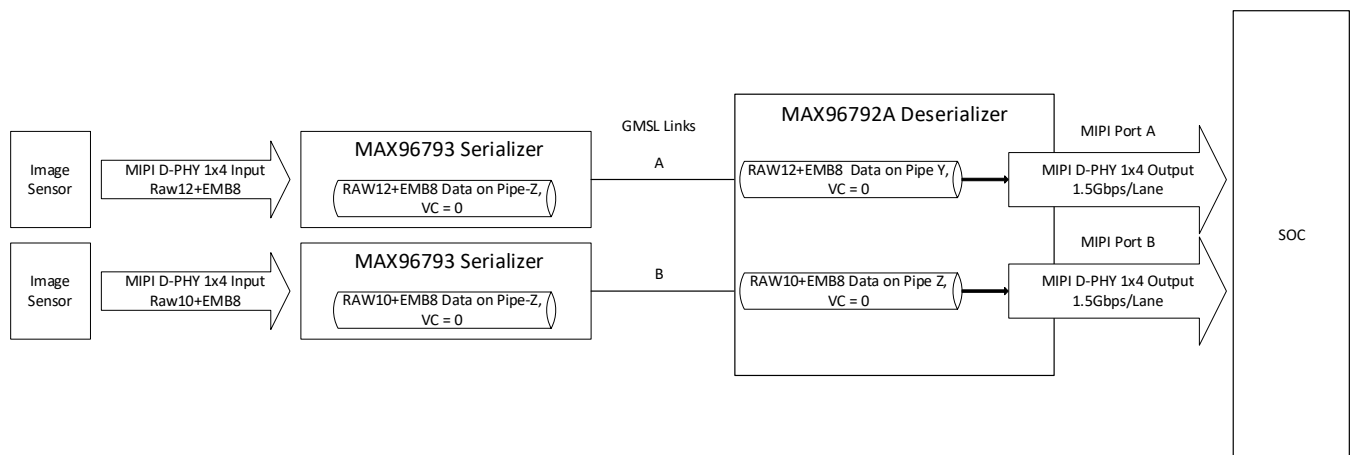 Image
Sensor
MIPI D-PHY 1x4 Input
Raw12+EMB8
MAX96793 Serializer
RAW12+EMB8 Data on Pipe-Z,
VC = 0
GMSL Links
A
MAX96792A Deserializer
RAW12+EMB8  Data on Pipe Y,
VC = 0
MIPI Port A
MIPI D-PHY 1x4 Output
1.5Gbps/Lane
Image
Sensor
MIPI D-PHY 1x4 Input
Raw10+EMB8
MAX96793 Serializer
RAW10+EMB8 Data on Pipe-Z,
VC = 0
B
RAW10+EMB8 Data on Pipe Z,
VC = 0
MIPI Port B
MIPI D-PHY 1x4 Output
1.5Gbps/Lane
SOC